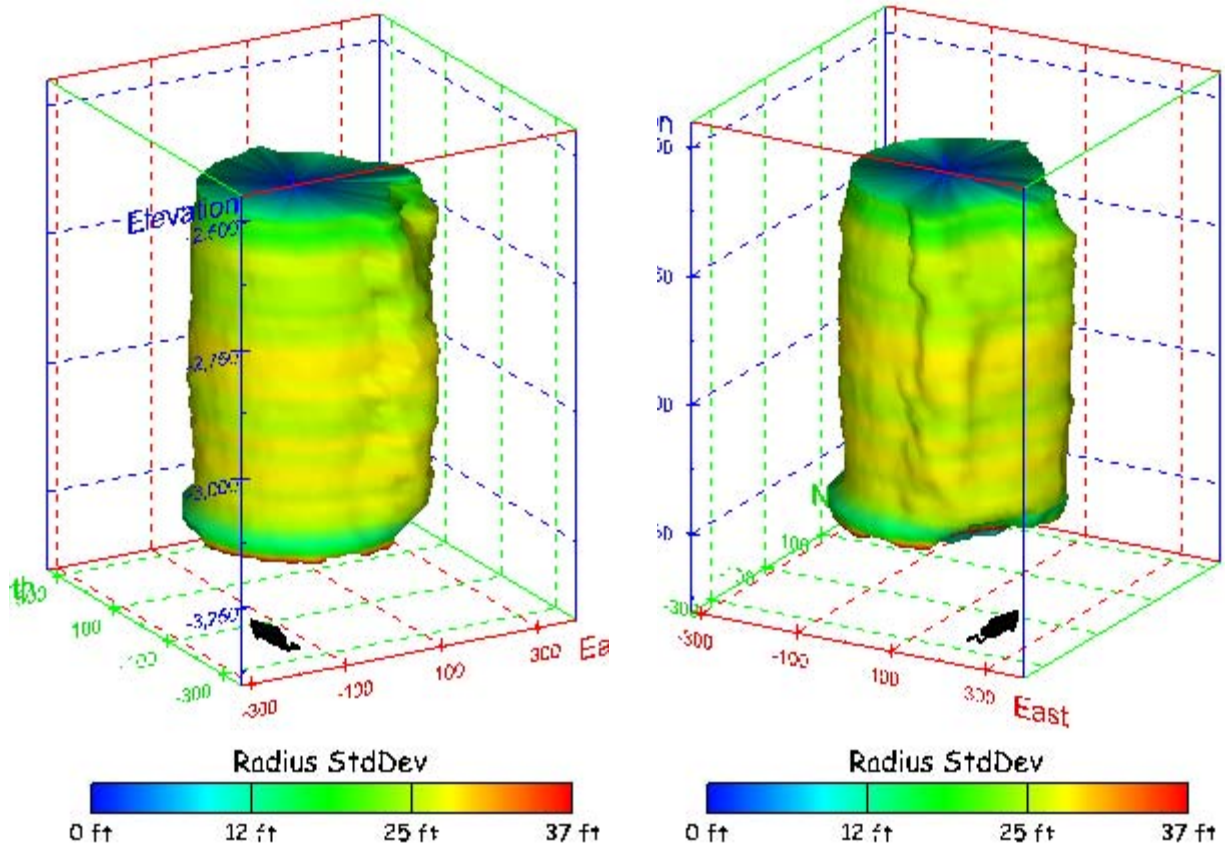 Elevation
2,500
2,750
3,000
-3,250
100
-300
-300
-100
100
300
Ea
Radius StdDev
0 ft
12 ft
25 ft
37 ft
N
100
-300
-300
-100
100
300
East
Radius StdDev
0 ft
12 ft
25 ft
37 ft